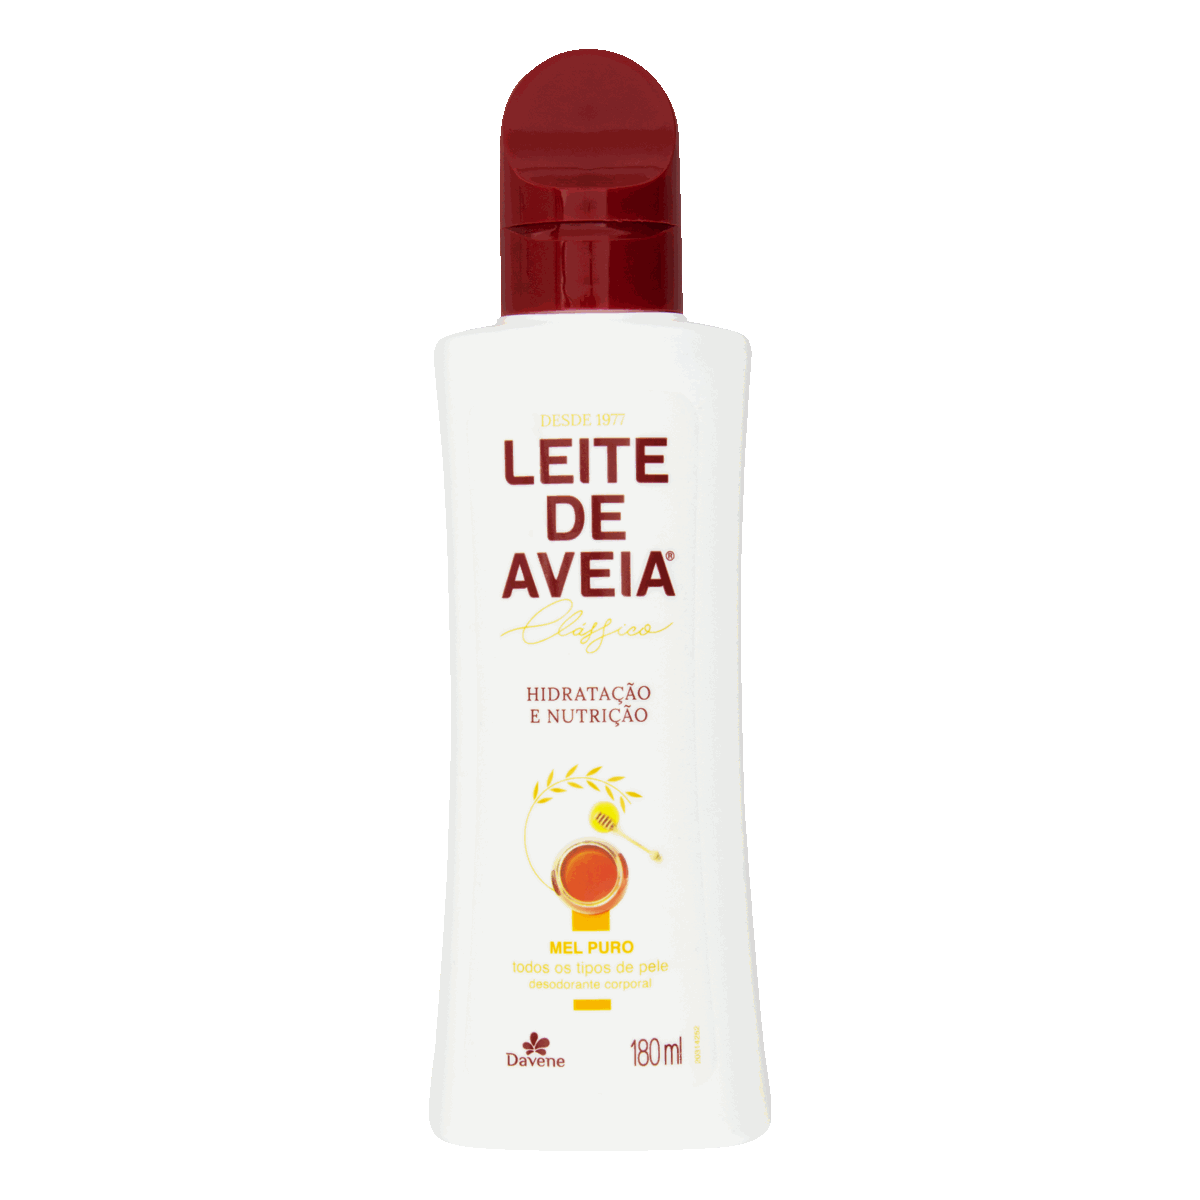 DESDE 1977
LEITE
DE
AVEIA®
Clássico
HIDRATAÇÃO
E NUTRIÇÃO
MEL PURO
todos os tipos de pele
desodorante corporal
Davene
180ml